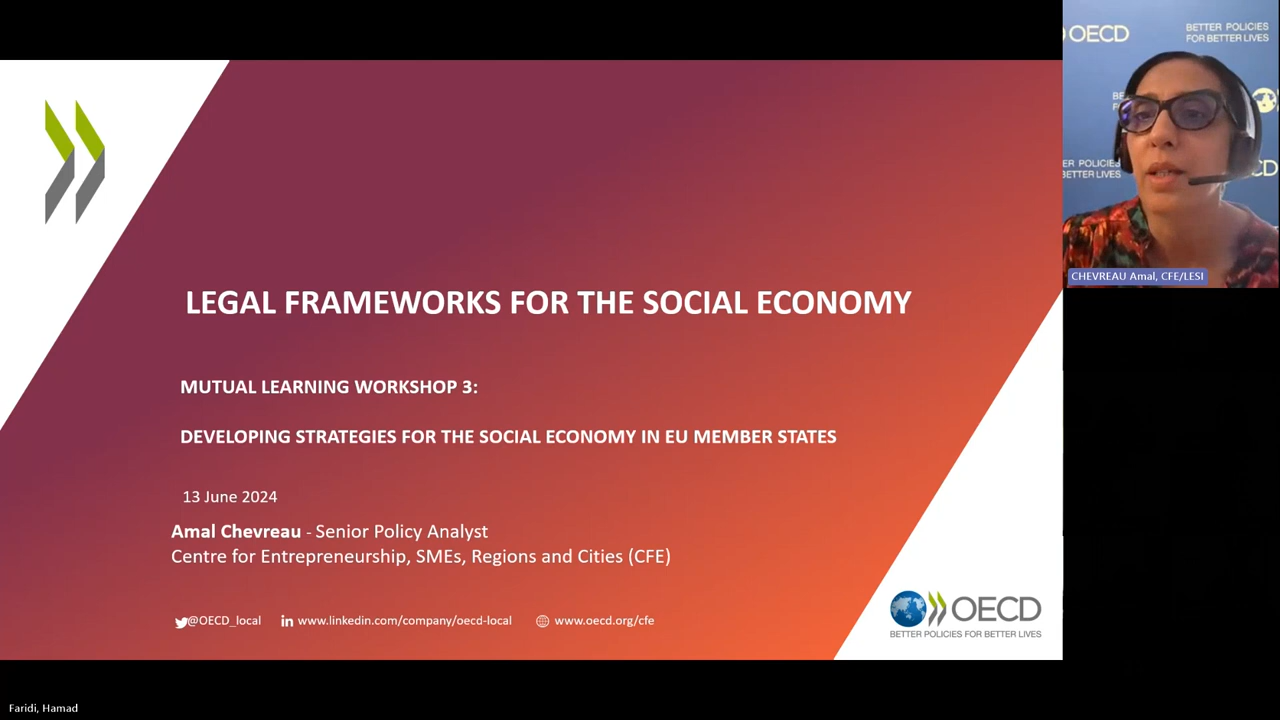 LEGAL FRAMEWORKS FOR THE SOCIAL ECONOMY
MUTUAL LEARNING WORKSHOP 3:
DEVELOPING STRATEGIES FOR THE SOCIAL ECONOMY IN EU MEMBER STATES
13 June 2024
Amal Chevreau - Senior Policy Analyst
Centre for Entrepreneurship, SMEs, Regions and Cities (CFE)
@OECD_local
www.linkedin.com/company/oecd-local
www.oecd.org/cfe
OECD
BETTER POLICIES FOR BETTER LIVES
OECD
BETTER POLICIES
FOR BETTER LIVES
CHEVREAU Amal, CFE/LESI
Faridi, Hamad